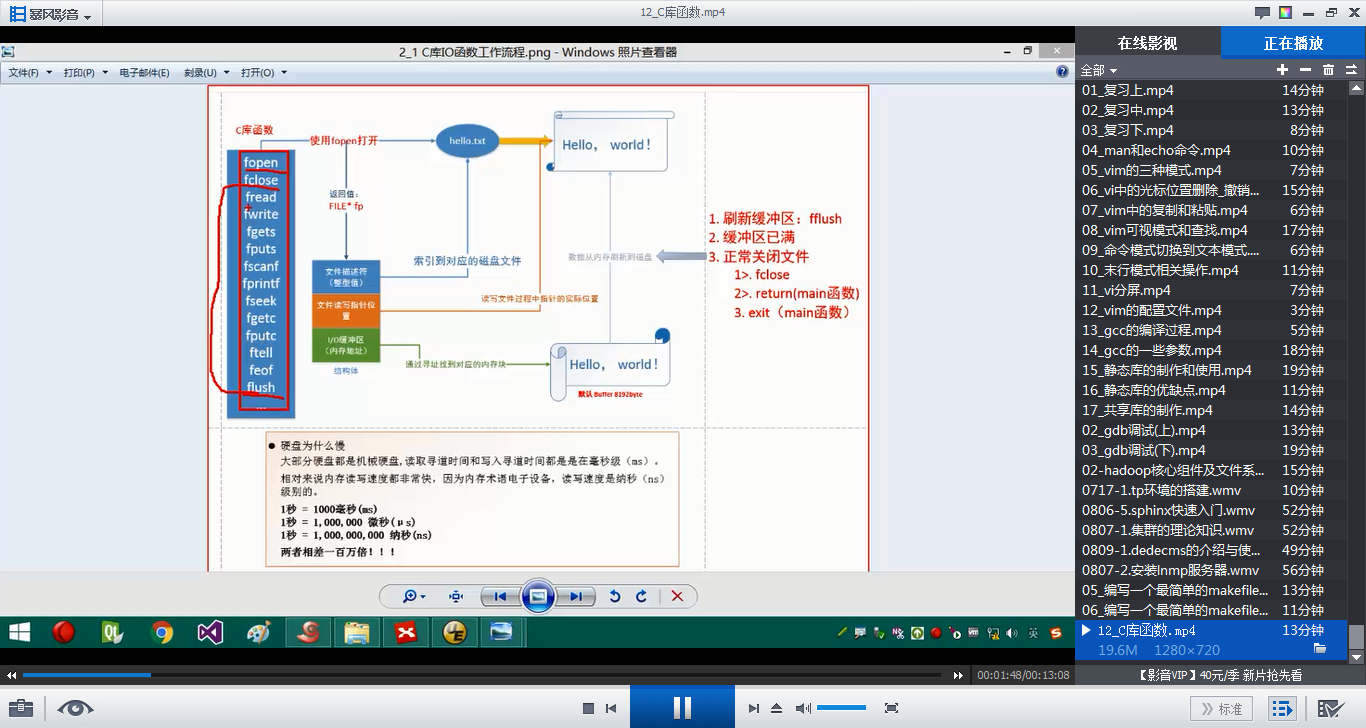 暴风影音
12_C库函数.mp4
2_1 C库IO函数工作流程.png - Windows 照片查看器
文件(F) 打印(P) 电子邮件(E) 刻录(U) 打开(O)
C库函数
使用fopen打开
hello.txt
Hello， world！
fopen
fclose
fread
fwrite
fgets
fputs
fscanf
fprintf
fseek
fgetc
fputc
ftell
feof
flush
...
返回值：
FILE* fp
文件描述符
（整型值）
文件读写指针位
置
I/O缓冲区
（内存地址）
结构体
索引到对应的磁盘文件
读写文件过程中指针的实际位置
通过寻址找到对应的内存块
数据从内存刷新到磁盘
Hello， world！
默认 Buffer 8192byte
1. 刷新缓冲区：fflush
2. 缓冲区已满
3. 正常关闭文件
1>. fclose
2>. return(main函数)
3. exit（main函数）
● 硬盘为什么慢
大部分硬盘都是机械硬盘,读取寻道时间和写入寻道时间都是是在毫秒级（ms）。
相对来说内存读写速度都非常快，因为内存术语电子设备，读写速度是纳秒（ns）
级别的。
1秒 = 1000毫秒(ms)
1秒 = 1,000,000 微秒(μs)
1秒 = 1,000,000,000 纳秒(ns)
两者相差一百万倍！！！
英
00:01:48/00:13:08
在线影视 正在播放
全部
01_复习上.mp4 14分钟
02_复习中.mp4 13分钟
03_复习下.mp4 8分钟
04_man和echo命令.mp4 10分钟
05_vim的三种模式.mp4 7分钟
06_vi中的光标位置删除_撤销... 15分钟
07_vim中的复制和粘贴.mp4 6分钟
08_vim可视模式和查找.mp4 17分钟
09_命令模式切换到文本模式.... 6分钟
10_末行模式相关操作.mp4 11分钟
11_vi分屏.mp4 7分钟
12_vim的配置文件.mp4 3分钟
13_gcc的编译过程.mp4 5分钟
14_gcc的一些参数.mp4 18分钟
15_静态库的制作和使用.mp4 19分钟
16_静态库的优缺点.mp4 11分钟
17_共享库的制作.mp4 14分钟
02_gdb调试(上).mp4 13分钟
03_gdb调试(下).mp4 19分钟
02-hadoop核心组件及文件系... 15分钟
0717-1.tp环境的搭建.wmv 10分钟
0806-5.sphinx快速入门.wmv 52分钟
0807-1.集群的理论知识.wmv 52分钟
0809-1.dedecms的介绍与使... 49分钟
0807-2.安装lnmp服务器.wmv 56分钟
05_编写一个最简单的makefile... 13分钟
06_编写一个最简单的makefile... 11分钟
12_C库函数.mp4 13分钟
19.6M 1280×720
【影音VIP】40元/季 新片抢先看
标准